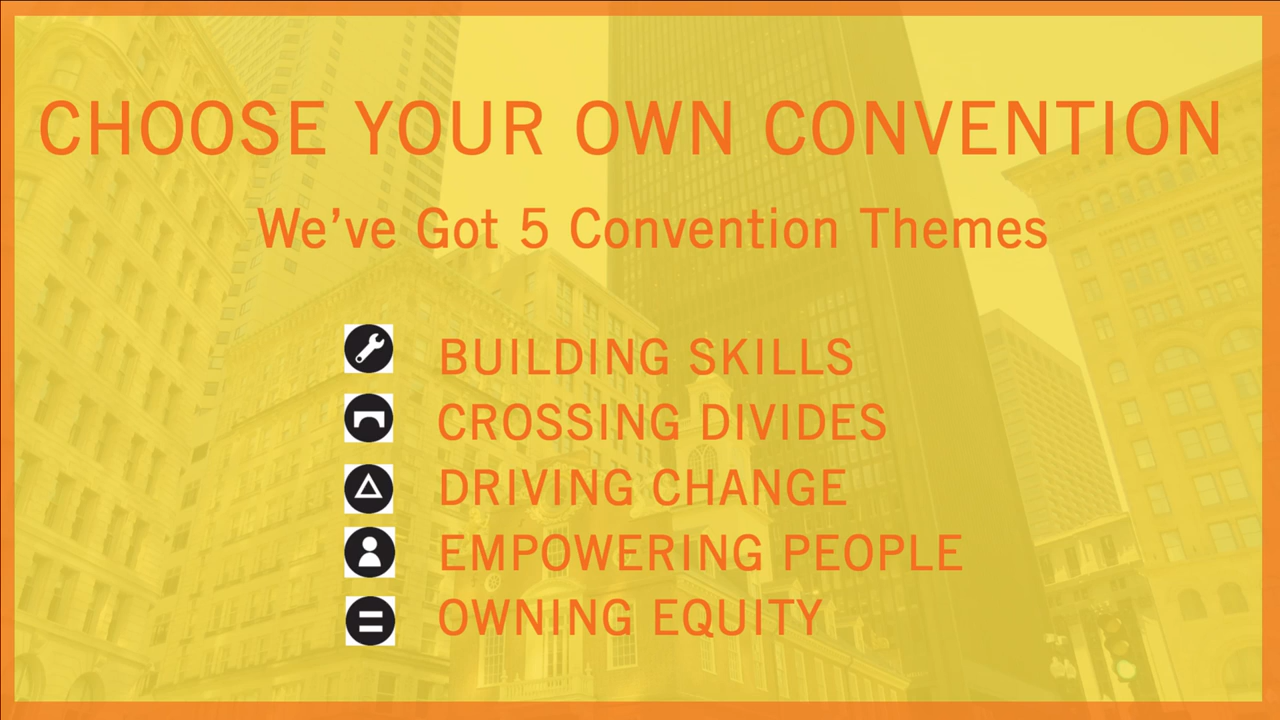 CHOOSE YOUR OWN CONVENTION
We’ve Got 5 Convention Themes
BUILDING SKILLS
CROSSING DIVIDES
DRIVING CHANGE
EMPOWERING PEOPLE
OWNING EQUITY